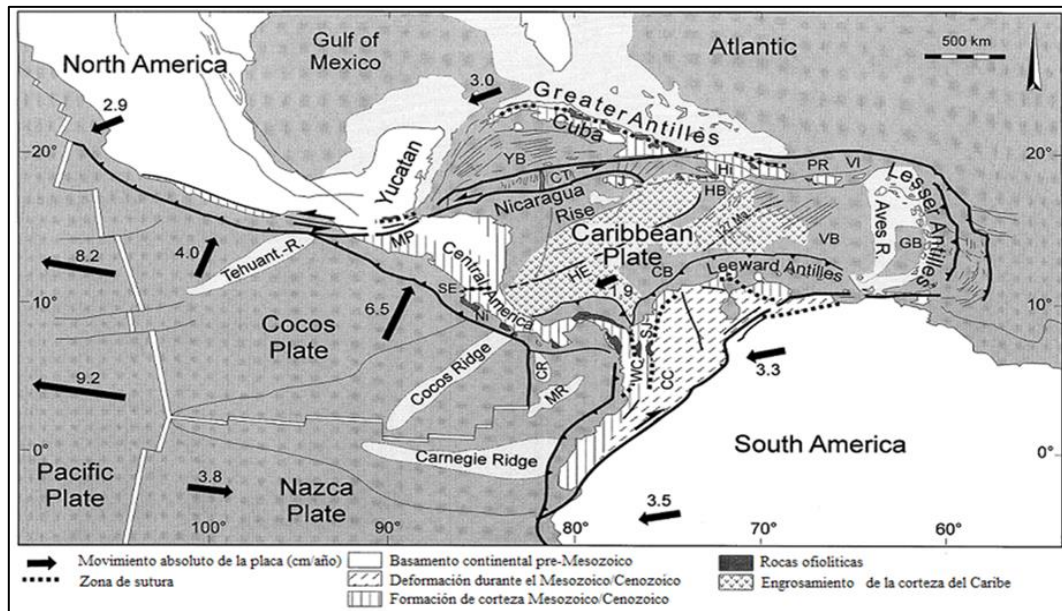 North America
Gulf of
Mexico
Atlantic
500 km
3.0
2.9
Greater Antilles
Cuba
20°
20°
Yucatan
YB
CT
Hi
PR
VI
J
HB
Nicaragua
Rise
Lesser
Antilles
Aves R.
GB
MP
Caribbean
Plate
127 Ma.
VB
8.2
4.0
Tehuant.-R.
HE
CB
Leeward Antilles
Central
America
SE
1,9
10°
10°
6.5
Ni
Cocos
Plate
SJ
WC
CC
3.3
9.2
Cocos Ridge
CR
MR
0°
0°
South America
Carnegie Ridge
Pacific
Plate
3.8
Nazca
Plate
3.5
100°
90°
80°
70°
60°
Movimiento absoluto de la placa (cm/año)
Zona de sutura
Basamento continental pre-Mesozoico
Deformación durante el Mesozoico/Cenozoico
Formación de corteza Mesozoico/Cenozoico
Rocas ofiolíticas
Engrosamiento de la corteza del Caribe